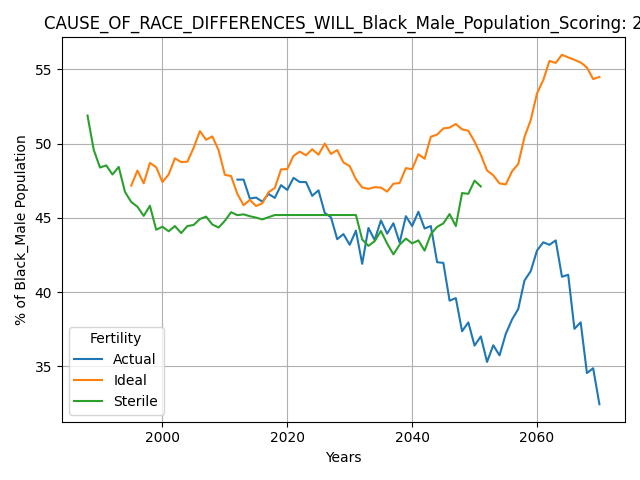 CAUSE_OF_RACE_DIFFERENCES_WILL_Black_Male_Population_Scoring: 2
% of Black_Male Population
55
50
45
40
35
Fertility
Actual
Ideal
Sterile
2000 2020 2040 2060
Years